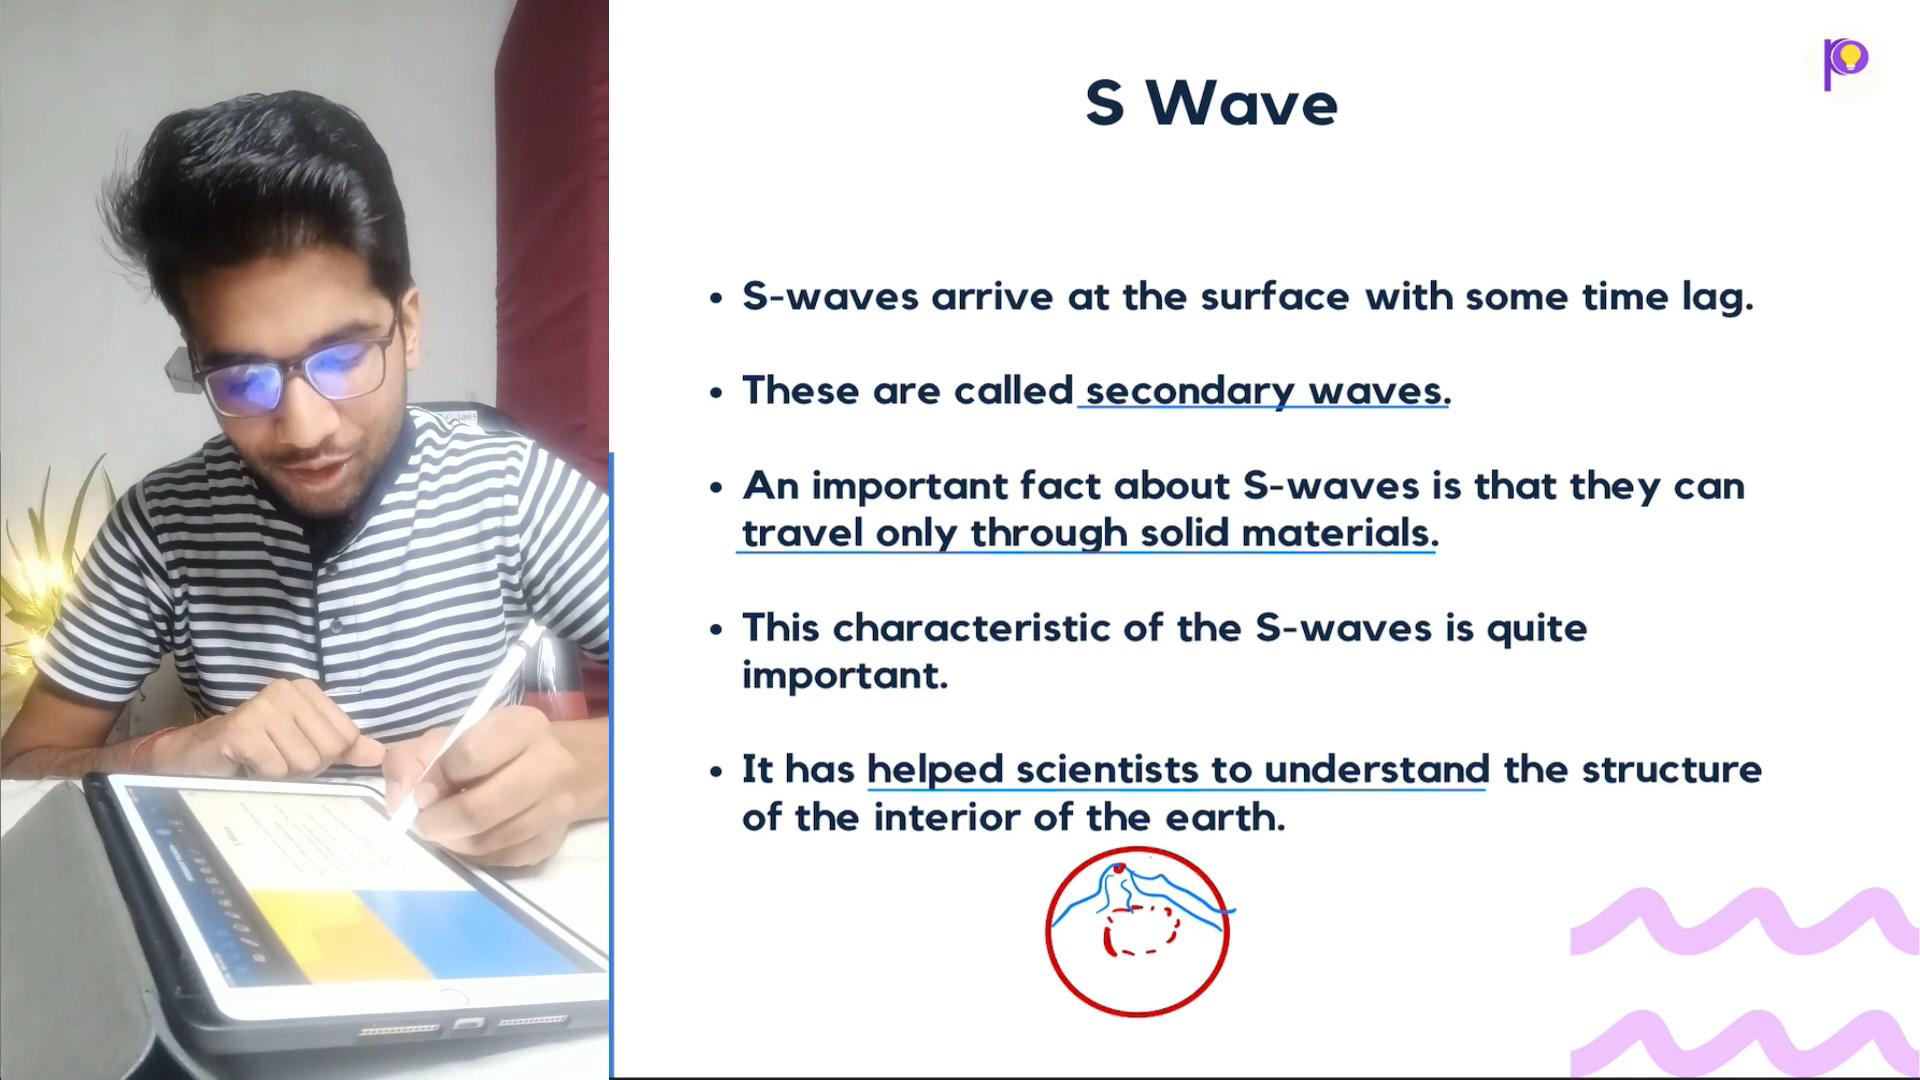 S Wave
• S-waves arrive at the surface with some time lag.
• These are called secondary waves.
• An important fact about S-waves is that they can
travel only through solid materials.
• This characteristic of the S-waves is quite
important.
• It has helped scientists to understand the structure
of the interior of the earth.